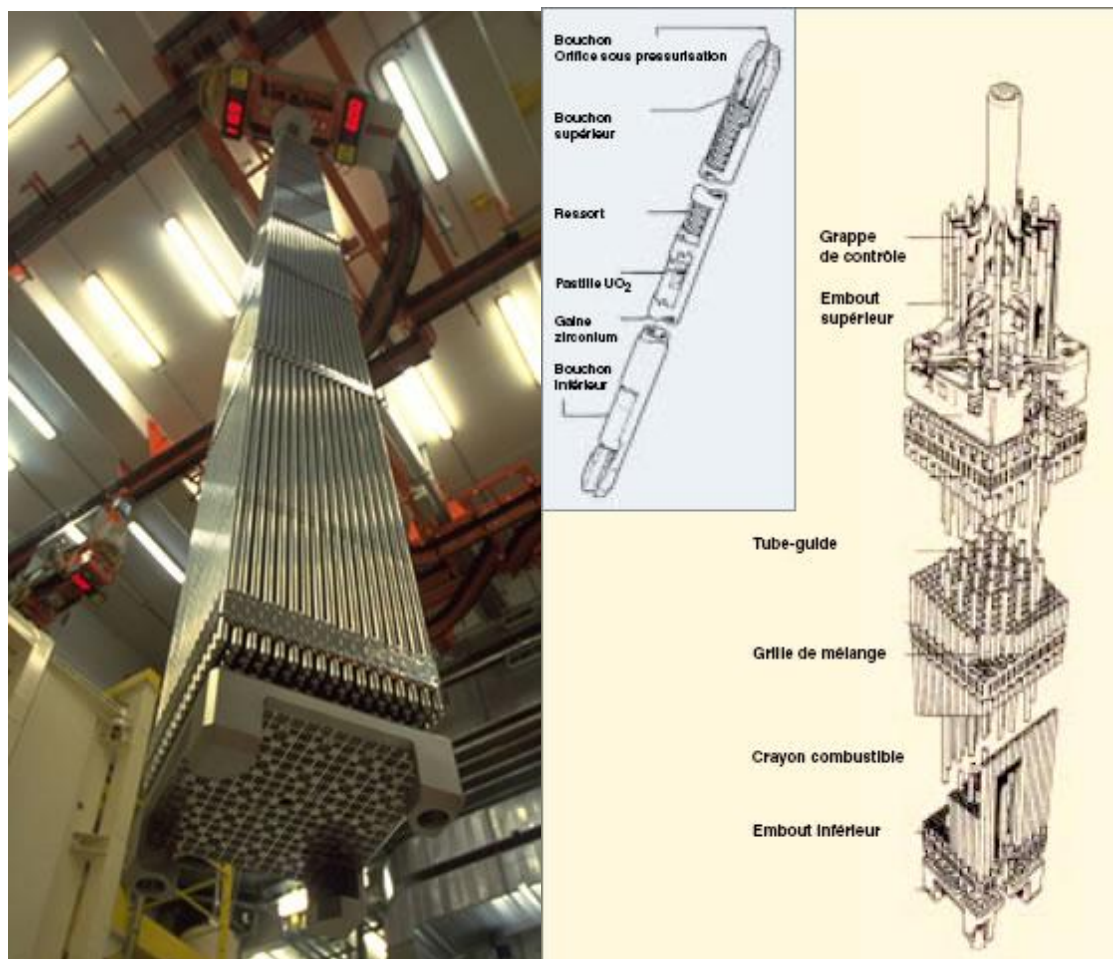 Bouchon
Orifice sous pressurisation
Bouchon
supérieur
Ressort
Pastille UO₂
Gaine
zirconium
Bouchon
inférieur
Grappe
de contrôle
Embout
supérieur
Tube-guide
Grille de mélange
Crayon combustible
Embout inférieur